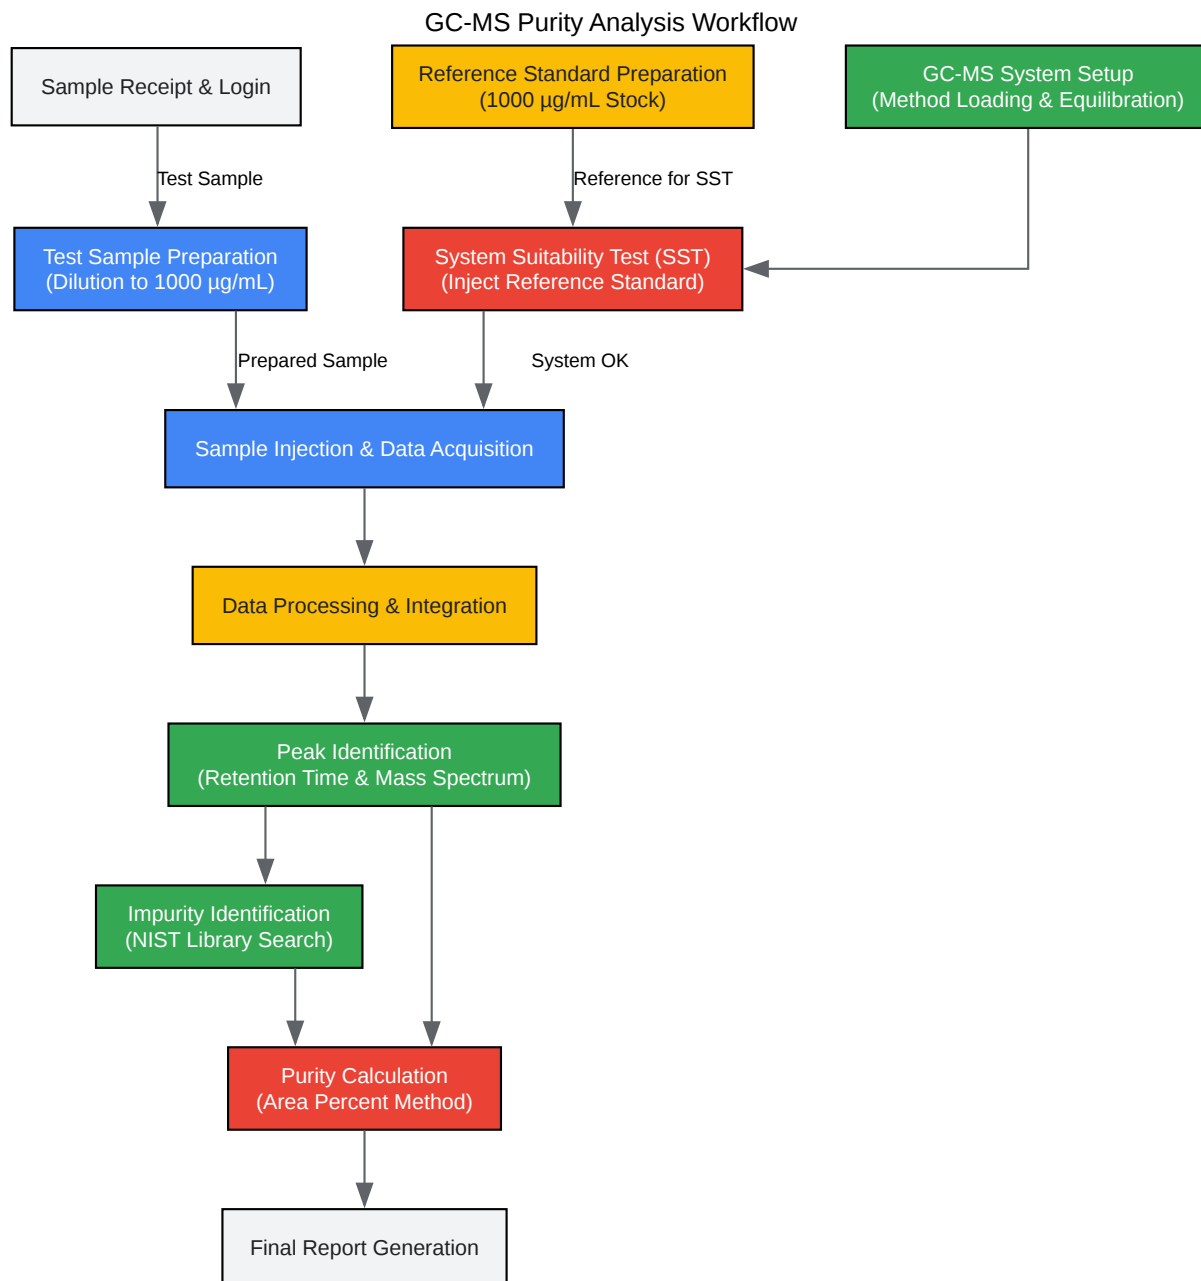 GC-MS Purity Analysis Workflow
Sample Receipt & Login
Reference Standard Preparation
(1000 µg/mL Stock)
GC-MS System Setup
(Method Loading & Equilibration)
Test Sample
Reference for SST
Test Sample Preparation
(Dilution to 1000 µg/mL)
System Suitability Test (SST)
(Inject Reference Standard)
Prepared Sample
System OK
Sample Injection & Data Acquisition
Data Processing & Integration
Peak Identification
(Retention Time & Mass Spectrum)
Impurity Identification
(NIST Library Search)
Purity Calculation
(Area Percent Method)
Final Report Generation